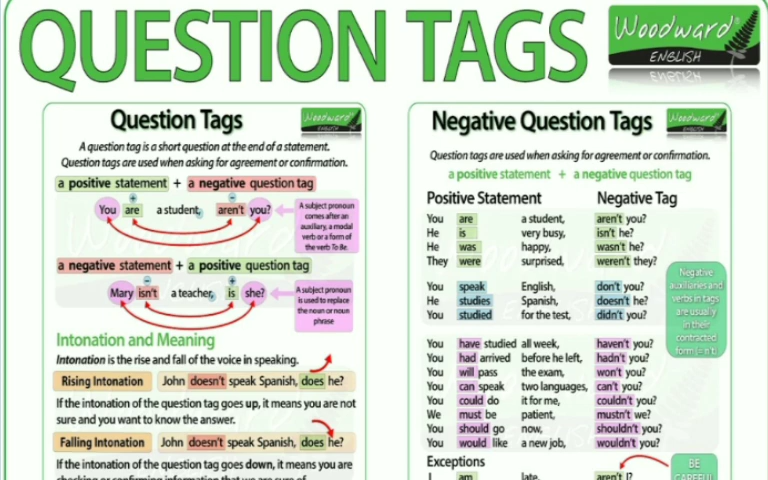 QUESTION TAGS
Woodward®
ENGLISH
Question Tags
Woodward
ENGLISH
A question tag is a short question at the end of a statement.
Question tags are used when asking for agreement or confirmation.
a positive statement + a negative question tag
+ −
You are a student, aren't you?
A subject pronoun
comes after an
auxiliary, a modal
verb or a form of
the verb To Be.
a negative statement + a positive question tag
− +
Mary isn't a teacher, is she?
A subject pronoun
is used to replace
the noun or noun
phrase
Intonation and Meaning
Intonation is the rise and fall of the voice in speaking.
Rising Intonation John doesn't speak Spanish, does he?
If the intonation of the question tag goes up, it means you are not
sure and you want to know the answer.
Falling Intonation John doesn't speak Spanish, does he?
If the intonation of the question tag goes down, it means you are
checking or confirming information that we are sure of.
Negative Question Tags
Woodward
ENGLISH
Question tags are used when asking for agreement or confirmation.
a positive statement + a negative question tag
Positive Statement Negative Tag
You are a student, aren't you?
He is very busy, isn't he?
He was happy, wasn't he?
They were surprised, weren't they?
You speak English, don't you?
He studies Spanish, doesn't he?
You studied for the test, didn't you?
Negative
auxiliaries and
verbs in tags
are usually
in their
contracted
form (= n't).
You have studied all week, haven't you?
You had arrived before he left, hadn't you?
You will pass the exam, won't you?
You can speak two languages, can't you?
You could do it for me, couldn't you?
We must be patient, mustn't we?
You should go now, shouldn't you?
You would like a new job, wouldn't you?
Exceptions
I am late, aren't I?
BE
CAREFUL